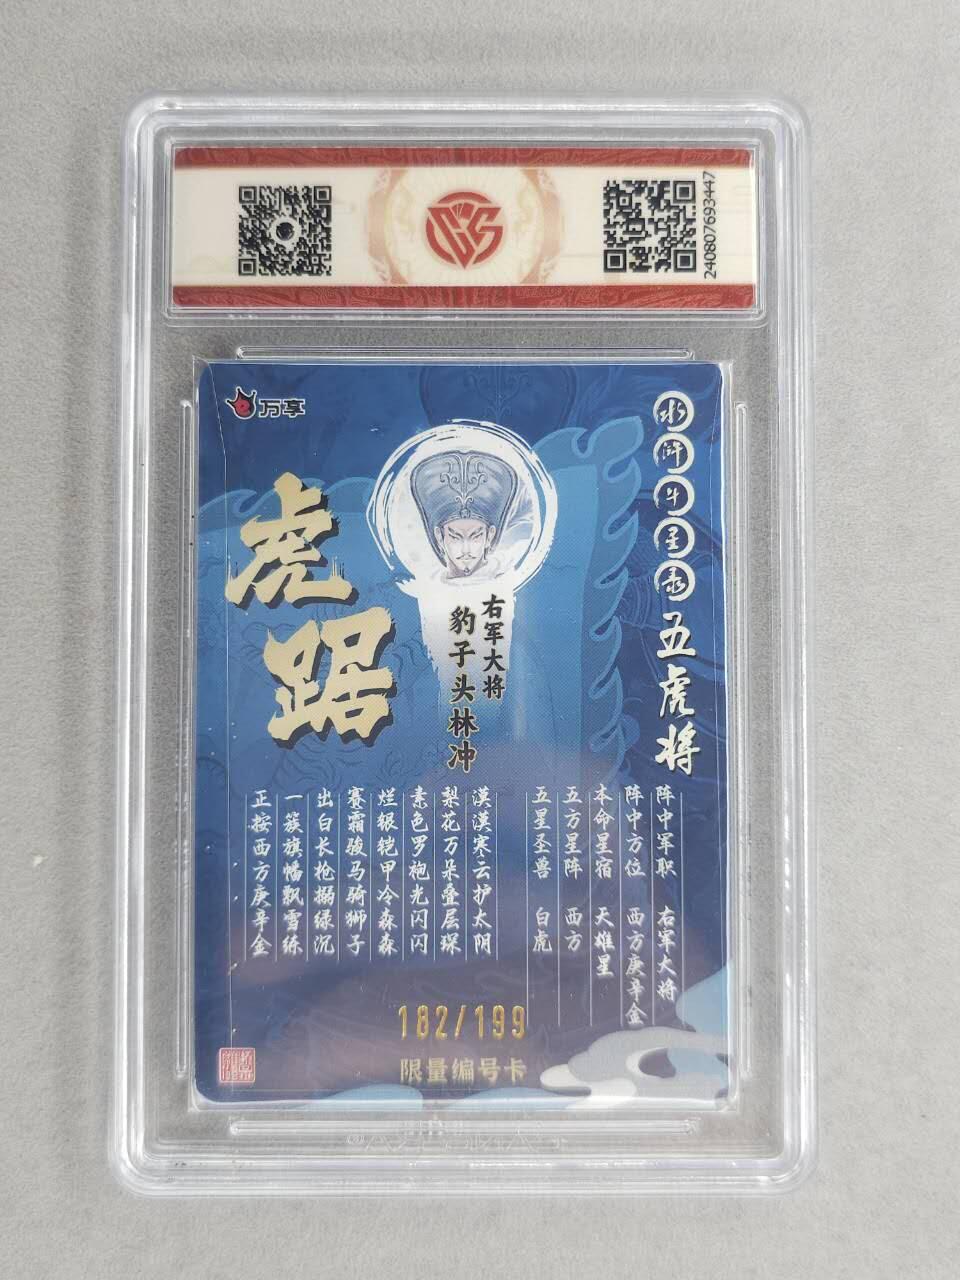 CCS
240807693447
万享
水浒斗星录五虎将
虎踞
右军大将
豹子头林冲
阵中军职 右军大将
阵中方位 西方庚辛金
本命星宿 天雄星
五方星阵 西方
五星圣兽 白虎
漠漠寒云护太阴
梨花万朵叠层琛
素色罗袍光闪闪
烂银铠甲冷森森
赛霜骏马骑狮子
出白长枪搦绿沉
一簇旗幡飘雪练
正按西方庚辛金
182/199
限量编号卡